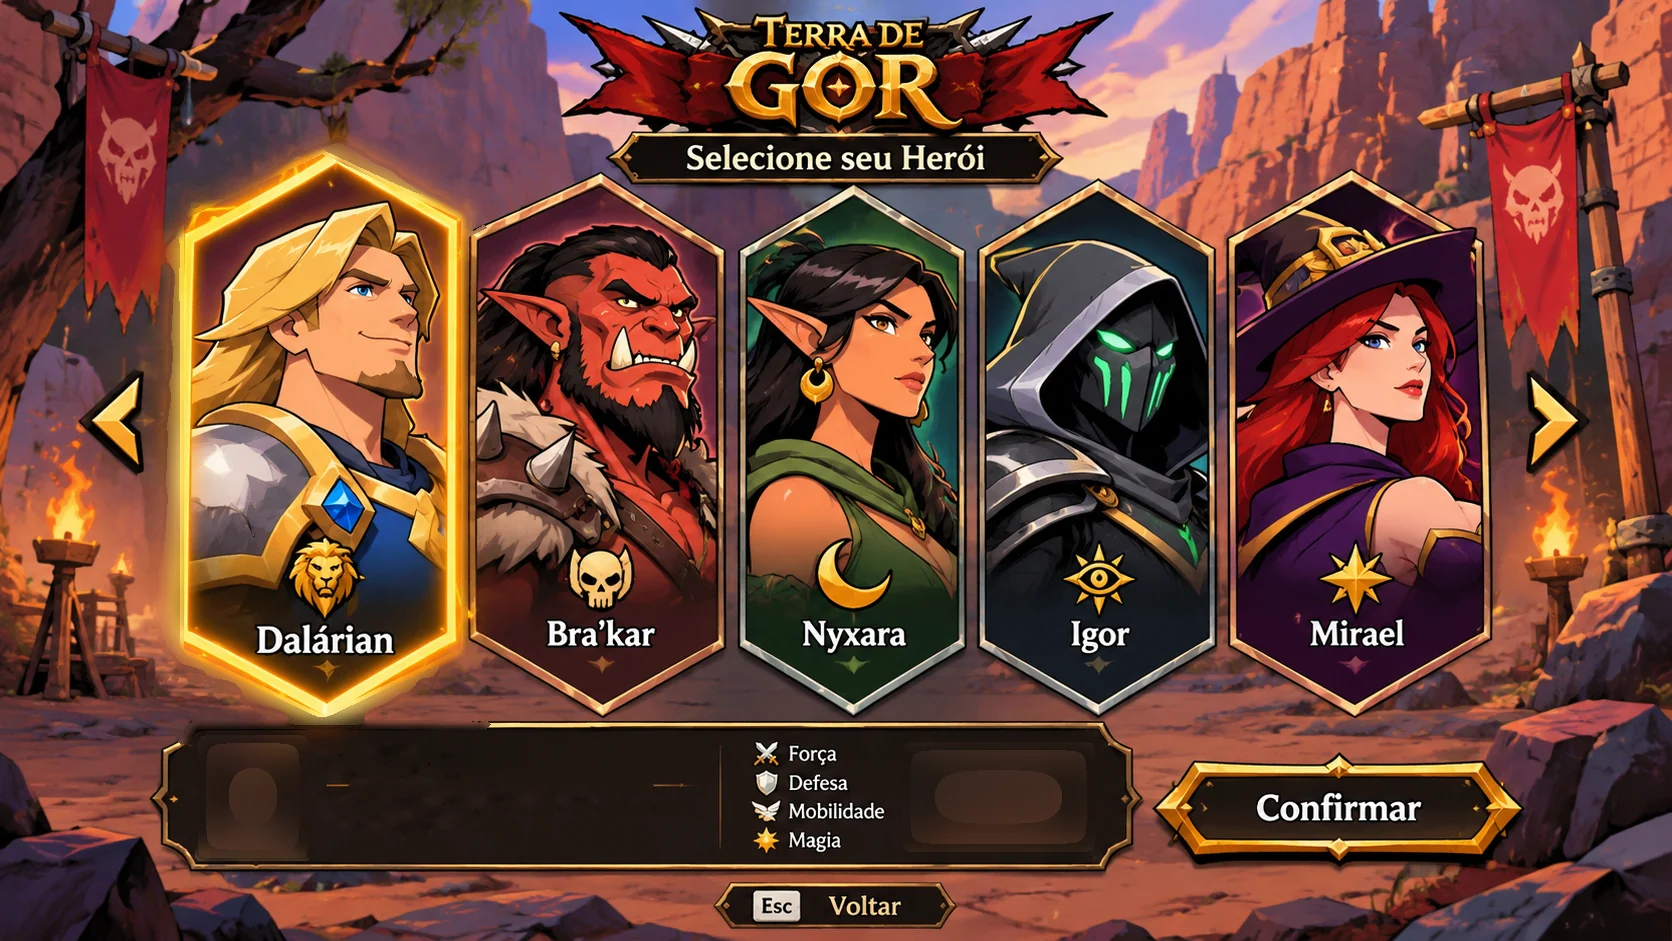 TERRA DE
GOR
Selecione seu Herói
Dalárian
Bra'kar
Nyxara
Igor
Mirael
Força
Defesa
Mobilidade
Magia
Confirmar
Esc Voltar